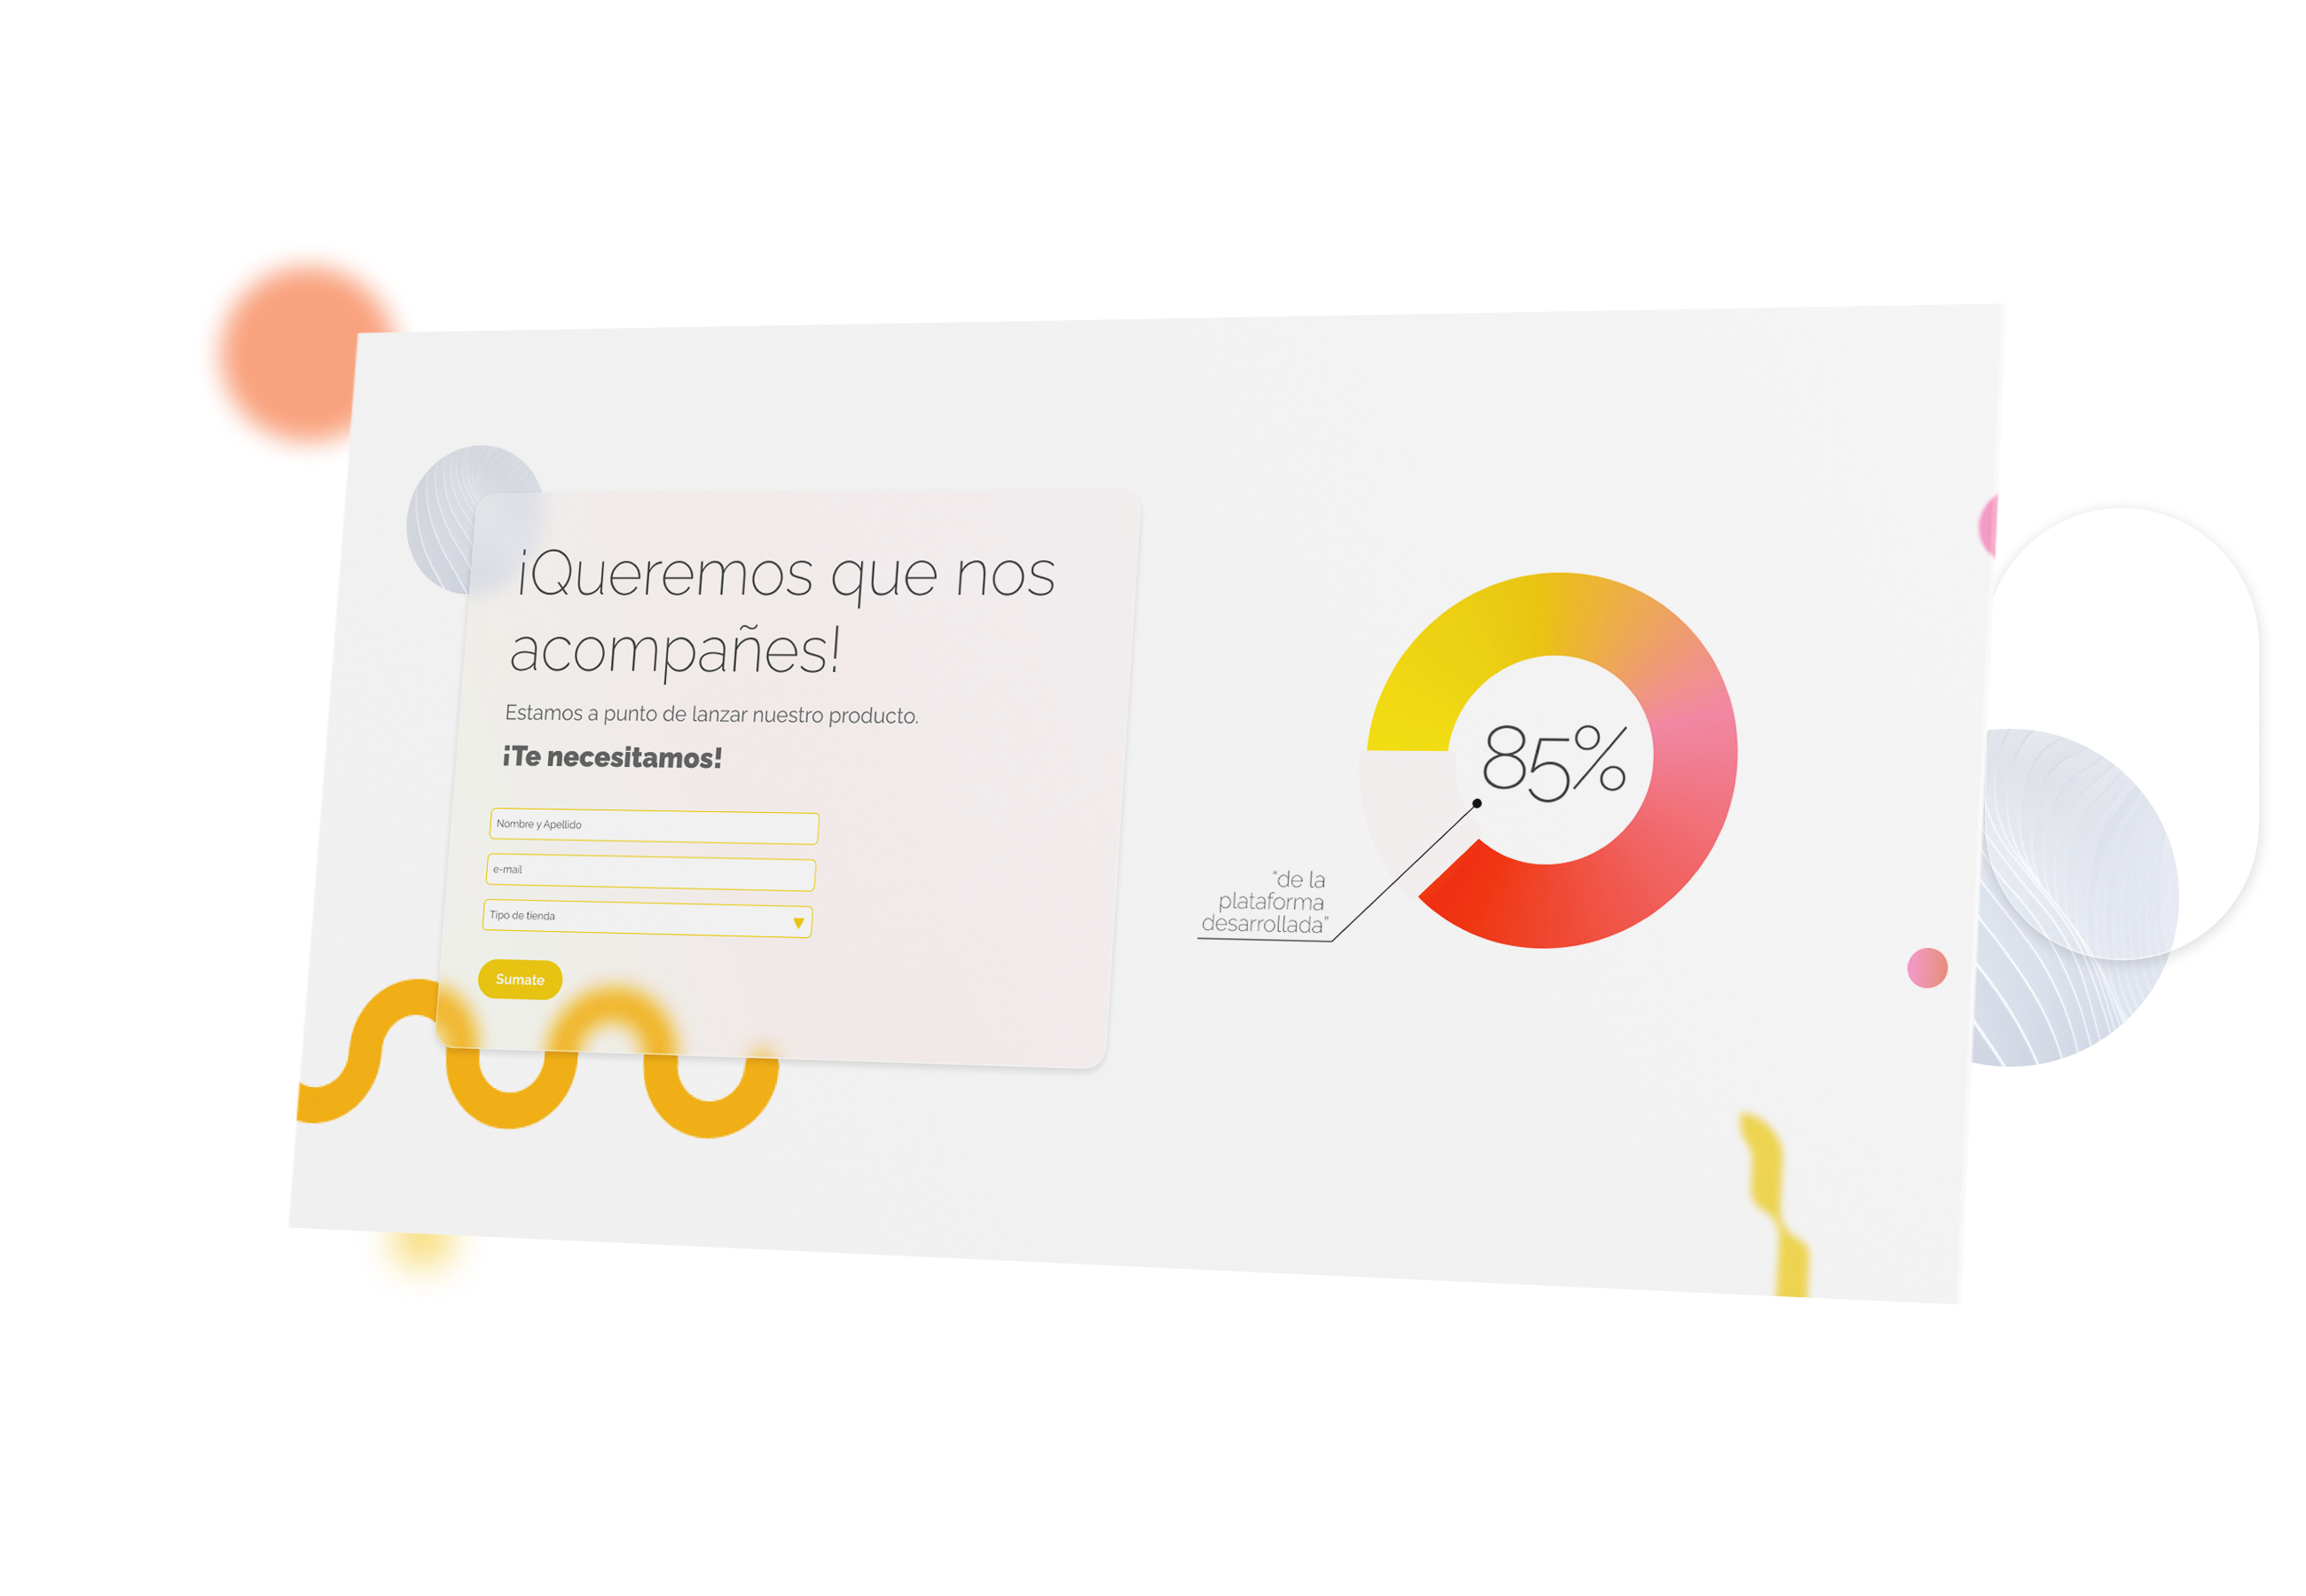 ¡Queremos que nos
acompañes!
Estamos a punto de lanzar nuestro producto.
¡Te necesitamos!
Nombre y Apellido
e-mail
Tipo de tienda
Sumate
85%
“de la
plataforma
desarrollada”